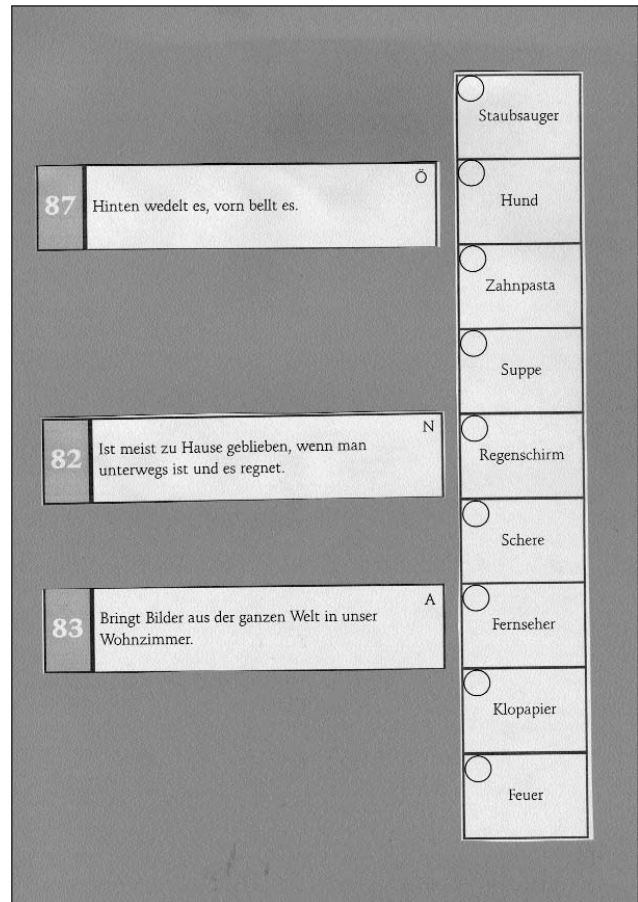 Staubsauger
87
Hinten wedelt es, vorn bellt es.
Ö
Hund
Zahnpasta
Suppe
82
Ist meist zu Hause geblieben, wenn man
unterwegs ist und es regnet.
N
Regenschirm
Schere
83
Bringt Bilder aus der ganzen Welt in unser
Wohnzimmer.
A
Fernseher
Klopapier
Feuer